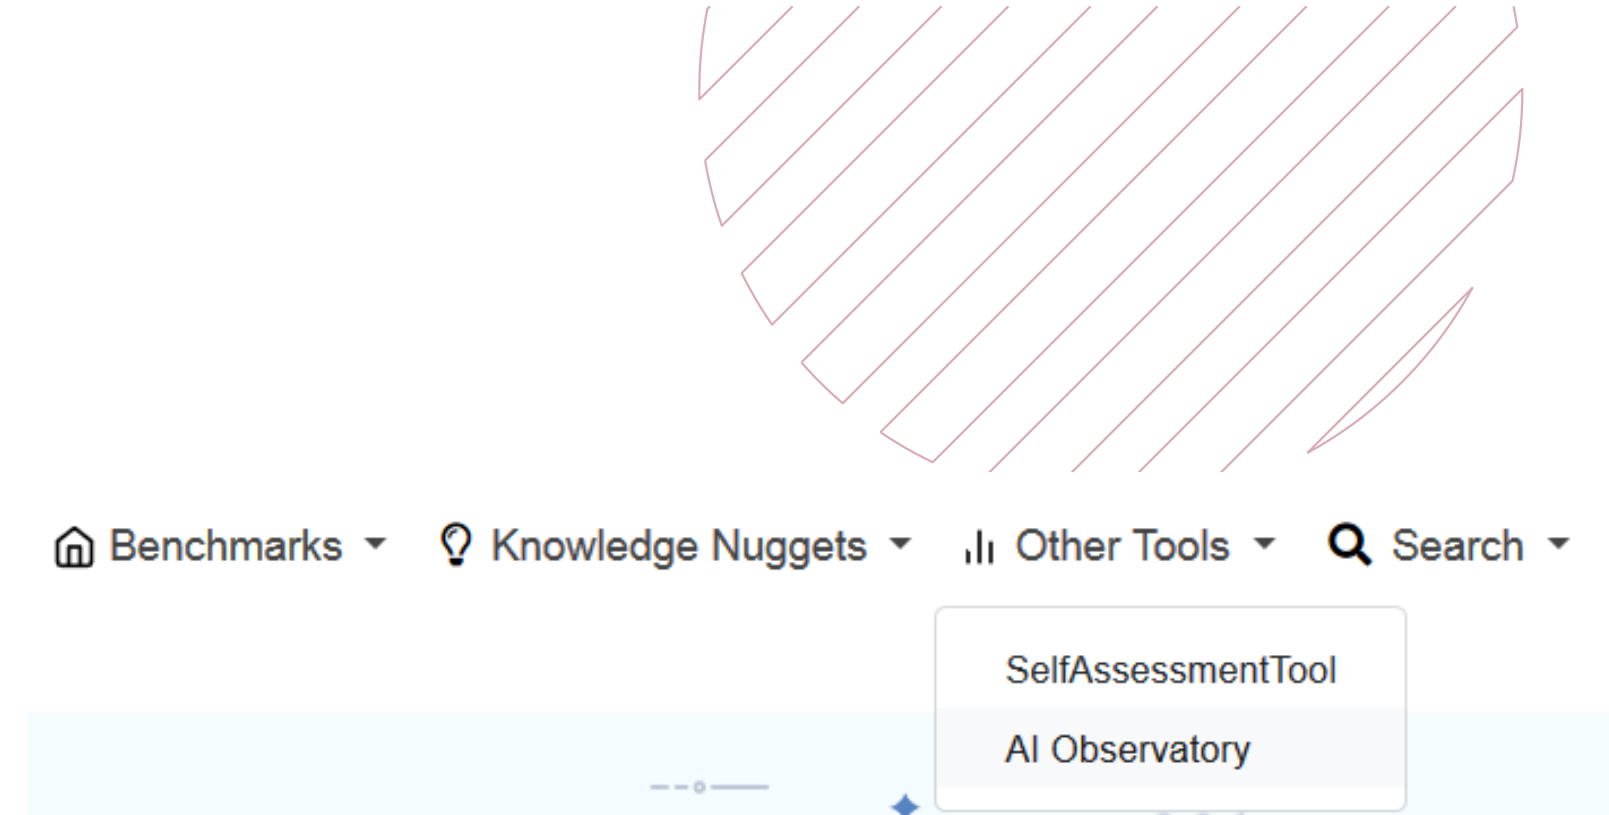 Benchmarks Knowledge Nuggets Other Tools Search
SelfAssessmentTool
AI Observatory